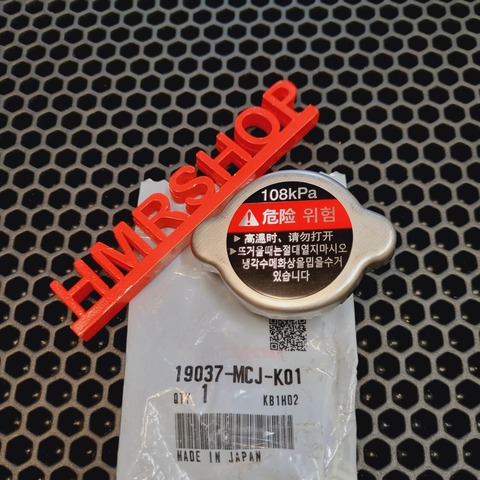 HMRSHOP
108kPa
危险 위험
▶ 高温时、请勿打开
▶ 뜨거울때는절대열지마시오
냉각수메화상을입을수거
있습니다
19037-MCJ-K01
QTY 1 KB1H02
MADE IN JAPAN